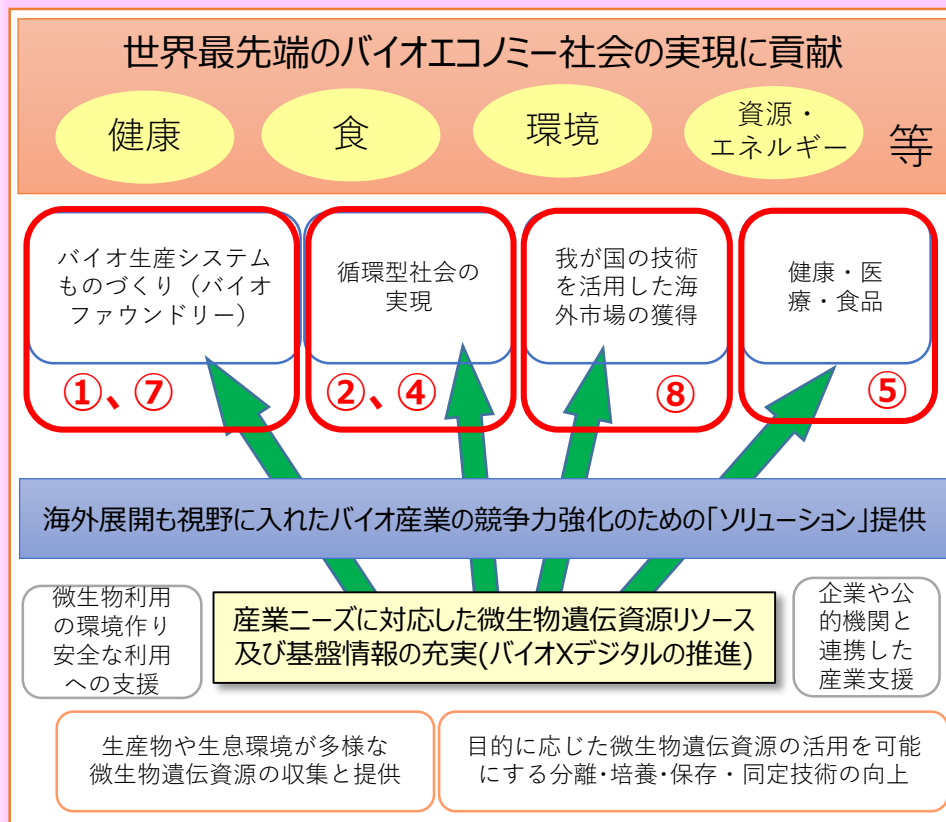 世界最先端のバイオエコノミー社会の実現に貢献
健康
食
環境
資源・
エネルギー
等
バイオ生産システム
ものづくり（バイオ
ファウンドリー）
①、⑦
循環型社会の
実現
②、④
我が国の技術
を活用した海
外市場の獲得
⑧
健康・医
療・食品
⑤
海外展開も視野に入れたバイオ産業の競争力強化のための「ソリューション」提供
微生物利用
の環境作り
安全な利用
への支援
産業ニーズに対応した微生物遺伝資源リソース
及び基盤情報の充実(バイオXデジタルの推進)
企業や公
的機関と
連携した
産業支援
生産物や生息環境が多様な
微生物遺伝資源の収集と提供
目的に応じた微生物遺伝資源の活用を可能
にする分離･培養･保存・同定技術の向上